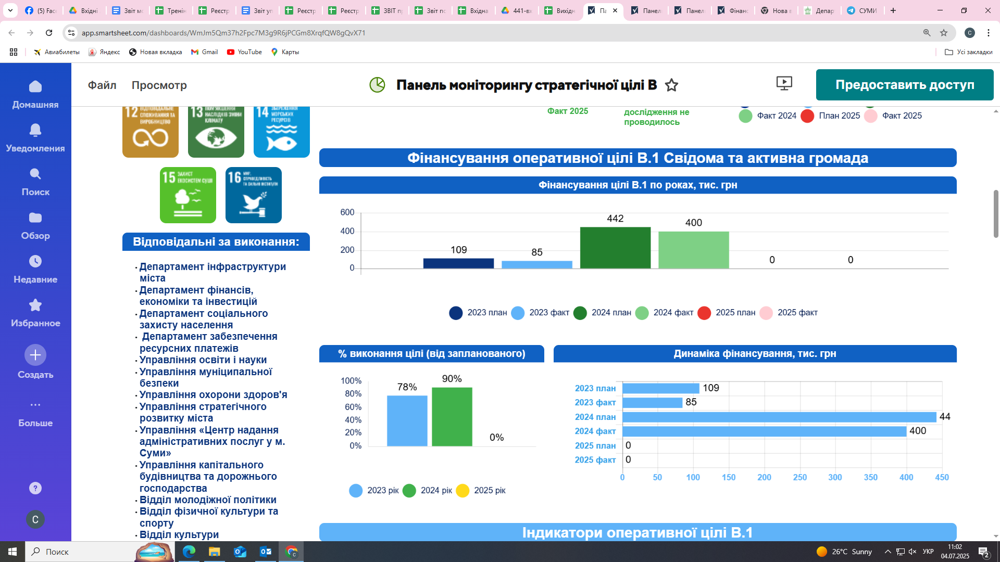 (5) Fac
Вхідні
Звіт мо
Тренін
Реєстр
Звіт уп
Реєстр
Реєстр
ЗВІТ п
Звіт по
Вхідна
441-вх
Вихідн
Па
Панел
Панел
Фінанс
Нова в
Депар
СУМИ
app.smartsheet.com/dashboards/WmJm5Qm37h2Fpc7M3g9R6jPCGm8XrqfQW8gQvX71
С
Авиабилеты
Яндекс
Новая вкладка
Gmail
YouTube
Карты
Усі закладки
Домашняя
Уведомления
Поиск
Обзор
Недавние
Избранное
Создать
Больше
?
С
Файл
Просмотр
Панель моніторингу стратегічної цілі В
Предоставить доступ
12 ВІДПОВІДАЛЬНЕ
СПОЖИВАННЯ ТА
ВИРОБНИЦТВО
13 ПОМ'ЯКШЕННЯ
НАСЛІДКІВ ЗМІНИ
КЛІМАТУ
14 ЗБЕРЕЖЕННЯ
МОРСЬКИХ
РЕСУРСІВ
15 ЗАХИСТ
ЕКОСИСТЕМ СУШІ
16 МИР,
СПРАВЕДЛИВІСТЬ
ТА СИЛЬНІ ІНСТИТУТИ
Відповідальні за виконання:
· Департамент інфраструктури
міста
· Департамент фінансів,
економіки та інвестицій
· Департамент соціального
захисту населення
· Департамент забезпечення
ресурсних платежів
· Управління освіти і науки
· Управління муніципальної
безпеки
· Управління охорони здоров'я
· Управління стратегічного
розвитку міста
· Управління «Центр надання
адміністративних послуг у м.
Суми»
· Управління капітального
будівництва та дорожнього
господарства
· Відділ молодіжної політики
· Відділ фізичної культури та
спорту
· Відділ культури
Факт 2025
дослідження не
проводилось
Факт 2024
План 2025
Факт 2025
Фінансування оперативної цілі В.1 Свідома та активна громада
Фінансування цілі В.1 по роках, тис. грн
600
400
200
0
109
85
442
400
0
0
2023 план
2023 факт
2024 план
2024 факт
2025 план
2025 факт
% виконання цілі (від запланованого)
100%
80%
60%
40%
20%
0%
78%
90%
0%
2023 рік
2024 рік
2025 рік
Динаміка фінансування, тис. грн
2023 план
109
2023 факт
85
2024 план
44
2024 факт
400
2025 план
0
2025 факт
0
0
50
100
150
200
250
300
350
400
450
Індикатори оперативної цілі В.1
Поиск
26°C Sunny
УКР
11:02
04.07.2025
2